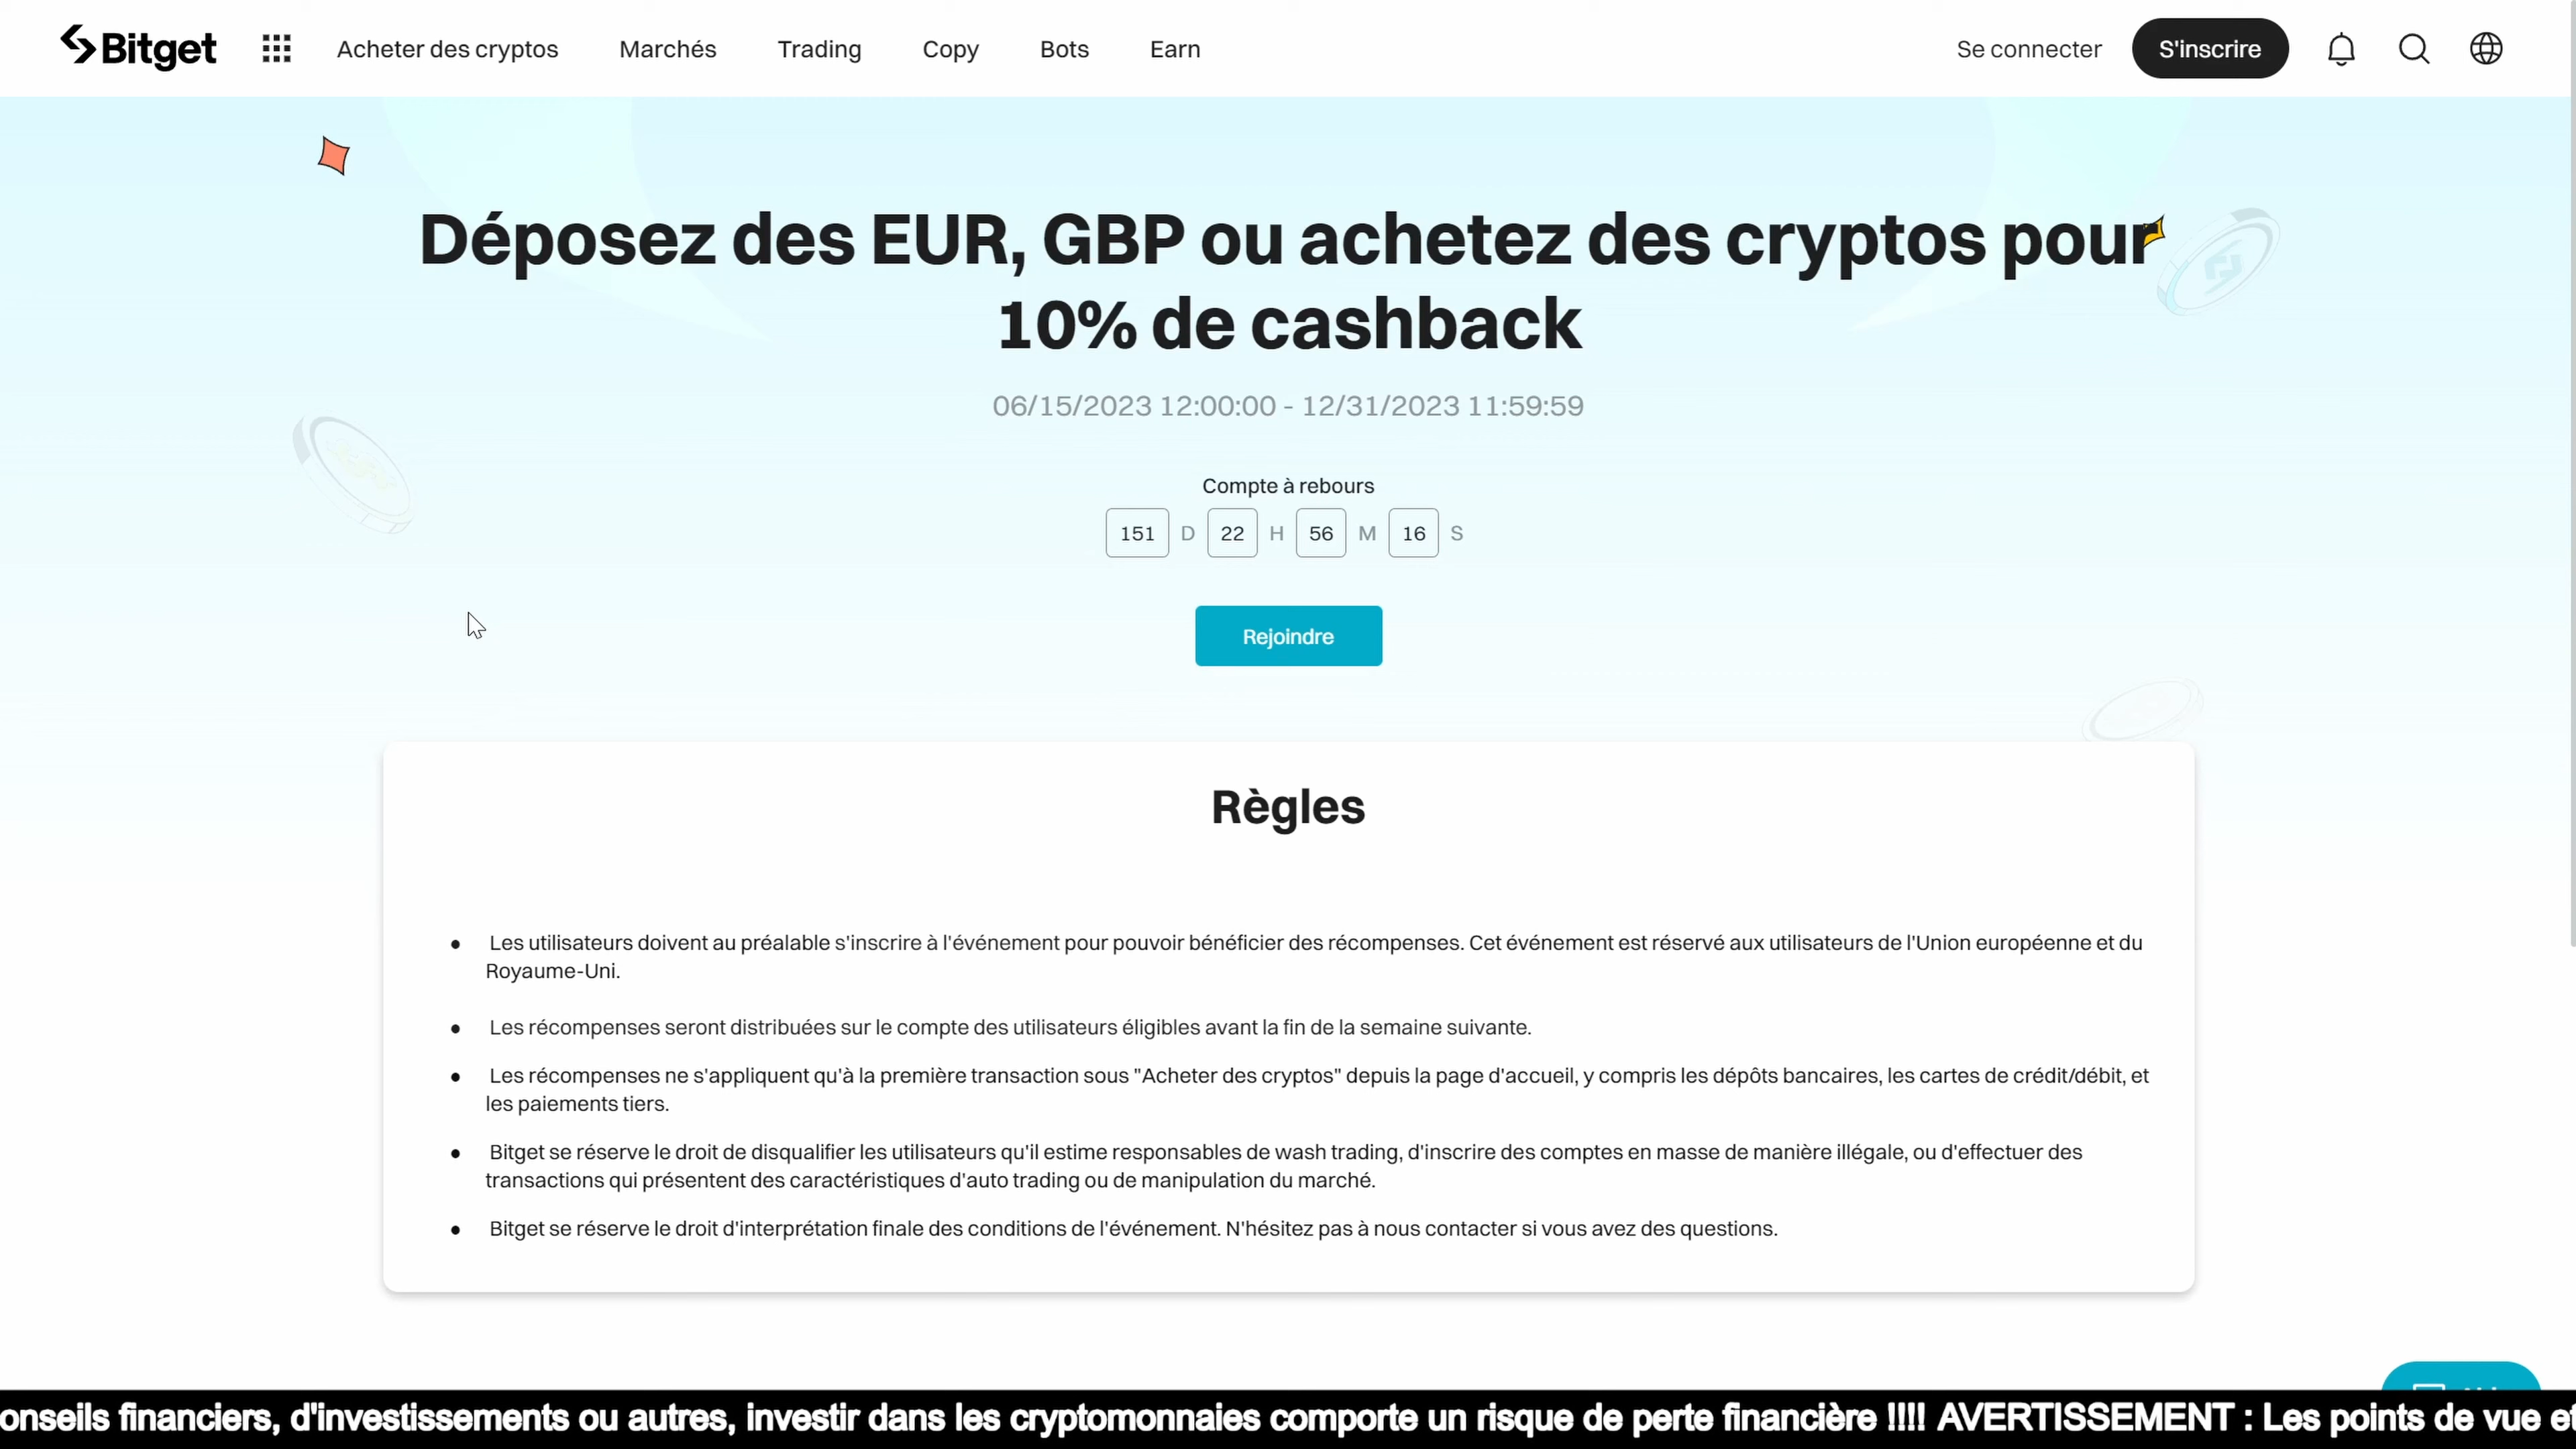 Bitget
Acheter des cryptos
Marchés
Trading
Copy
Bots
Earn
Se connecter
S'inscrire
Déposez des EUR, GBP ou achetez des cryptos pour
10% de cashback
06/15/2023 12:00:00 - 12/31/2023 11:59:59
Compte à rebours
151 D 22 H 56 M 16 S
Rejoindre
Règles
• Les utilisateurs doivent au préalable s'inscrire à l'événement pour pouvoir bénéficier des récompenses. Cet événement est réservé aux utilisateurs de l'Union européenne et du
Royaume-Uni.
• Les récompenses seront distribuées sur le compte des utilisateurs éligibles avant la fin de la semaine suivante.
• Les récompenses ne s'appliquent qu'à la première transaction sous "Acheter des cryptos" depuis la page d'accueil, y compris les dépôts bancaires, les cartes de crédit/débit, et
les paiements tiers.
• Bitget se réserve le droit de disqualifier les utilisateurs qu'il estime responsables de wash trading, d'inscrire des comptes en masse de manière illégale, ou d'effectuer des
transactions qui présentent des caractéristiques d'auto trading ou de manipulation du marché.
• Bitget se réserve le droit d'interprétation finale des conditions de l'événement. N'hésitez pas à nous contacter si vous avez des questions.
onseils financiers, d'investissements ou autres, investir dans les cryptomonnaies comporte un risque de perte financière !!!! AVERTISSEMENT : Les points de vue et